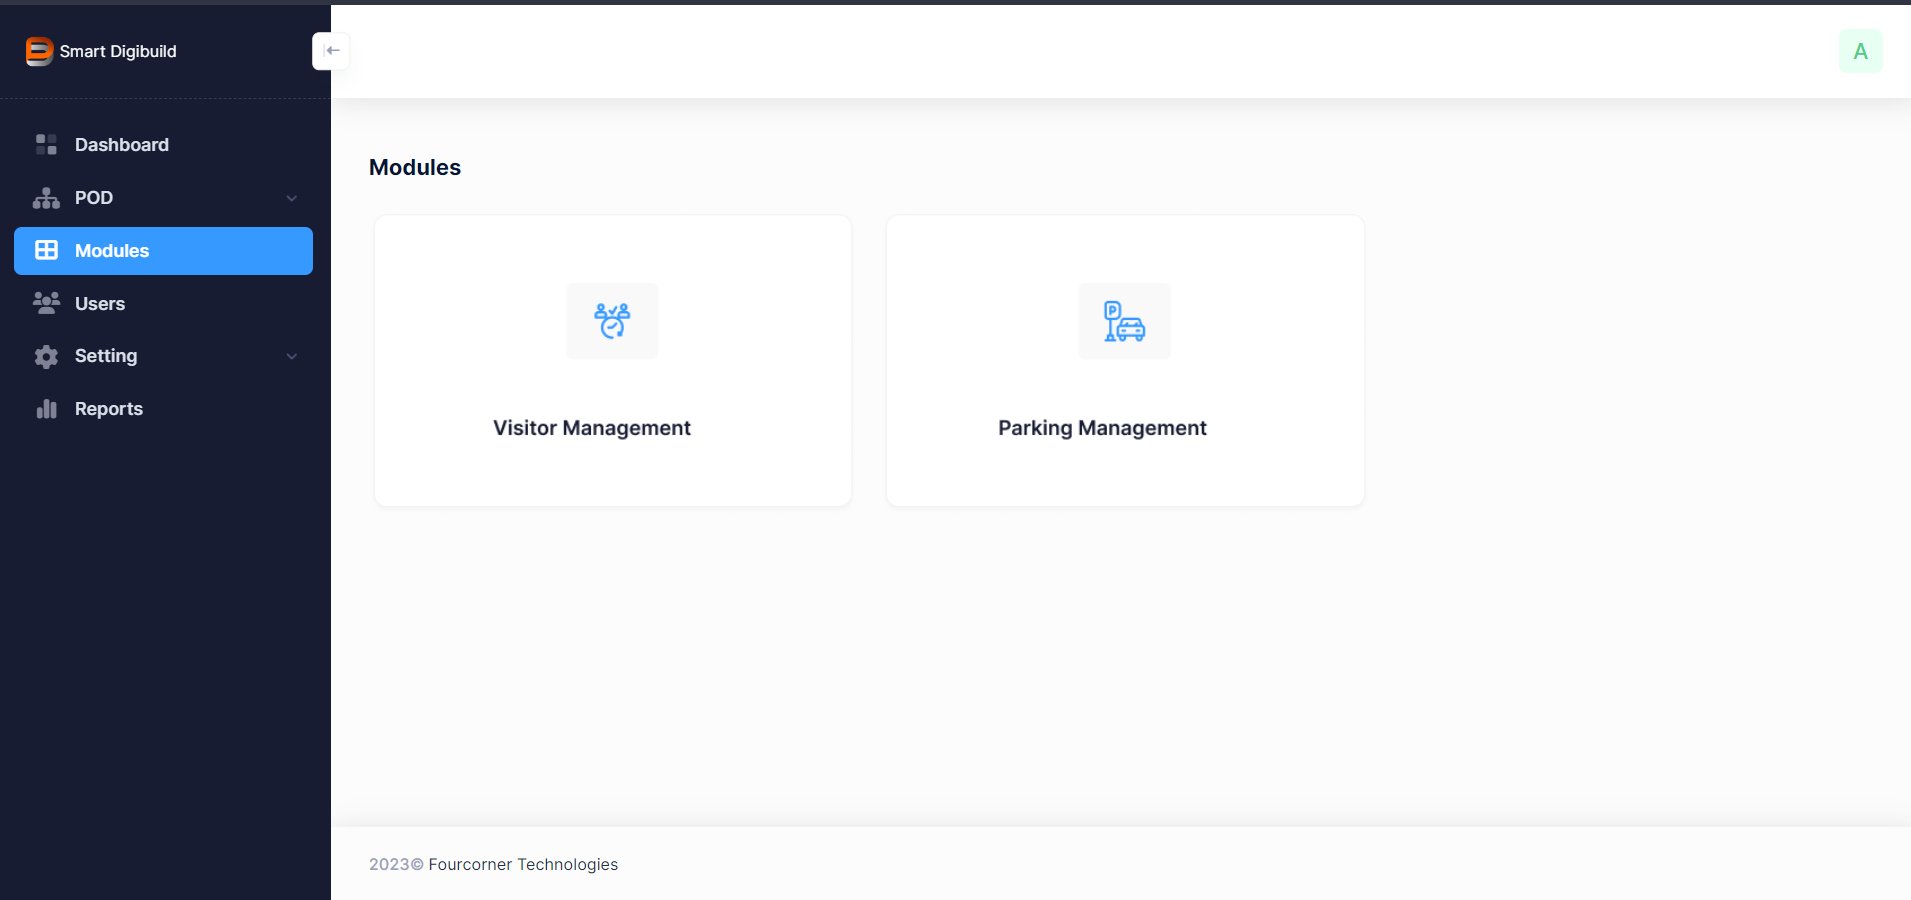 Smart Digibuild
A
Dashboard
POD
Modules
Users
Setting
Reports
Modules
P
Visitor Management
P
Parking Management
2023© Fourcorner Technologies